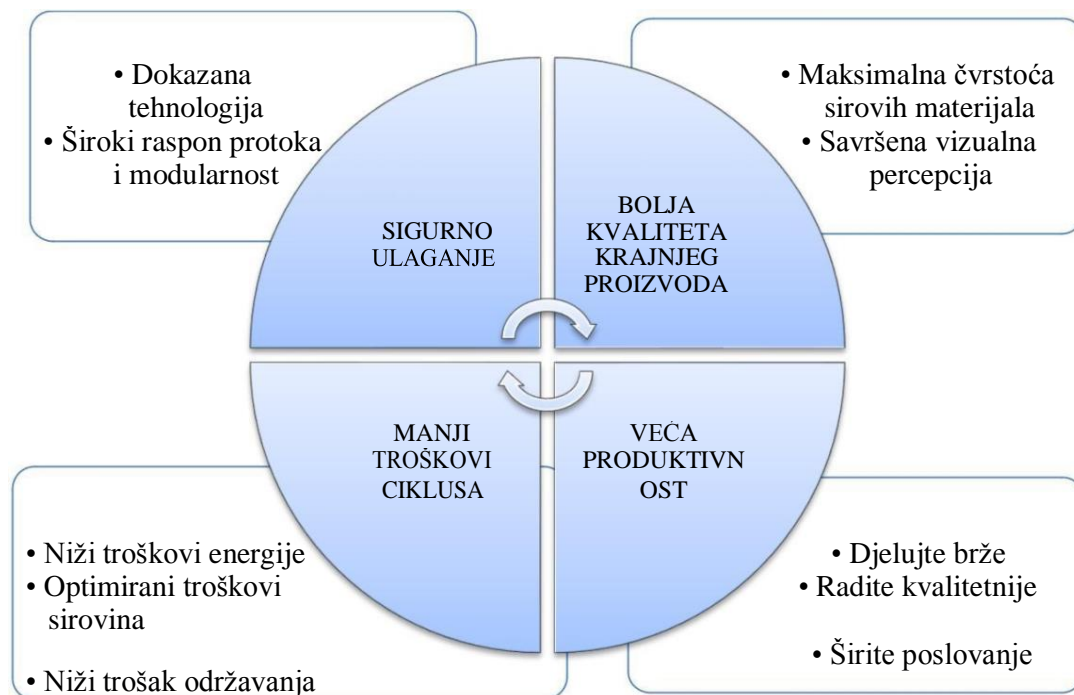 • Dokazana
tehnologija
• Široki raspon protoka
i modularnost
• Maksimalna čvrstoća
sirovih materijala
• Savršena vizualna
percepcija
SIGURNO
ULAGANJE
BOLJA
KVALITETA
KRAJNJEG
PROIZVODA
MANJI
TROŠKOVI
CIKLUSA
VEĆA
PRODUKTIVN
OST
• Niži troškovi energije
• Optimirani troškovi
sirovina
• Niži trošak održavanja
• Djelujte brže
• Radite kvalitetnije
• Širite poslovanje